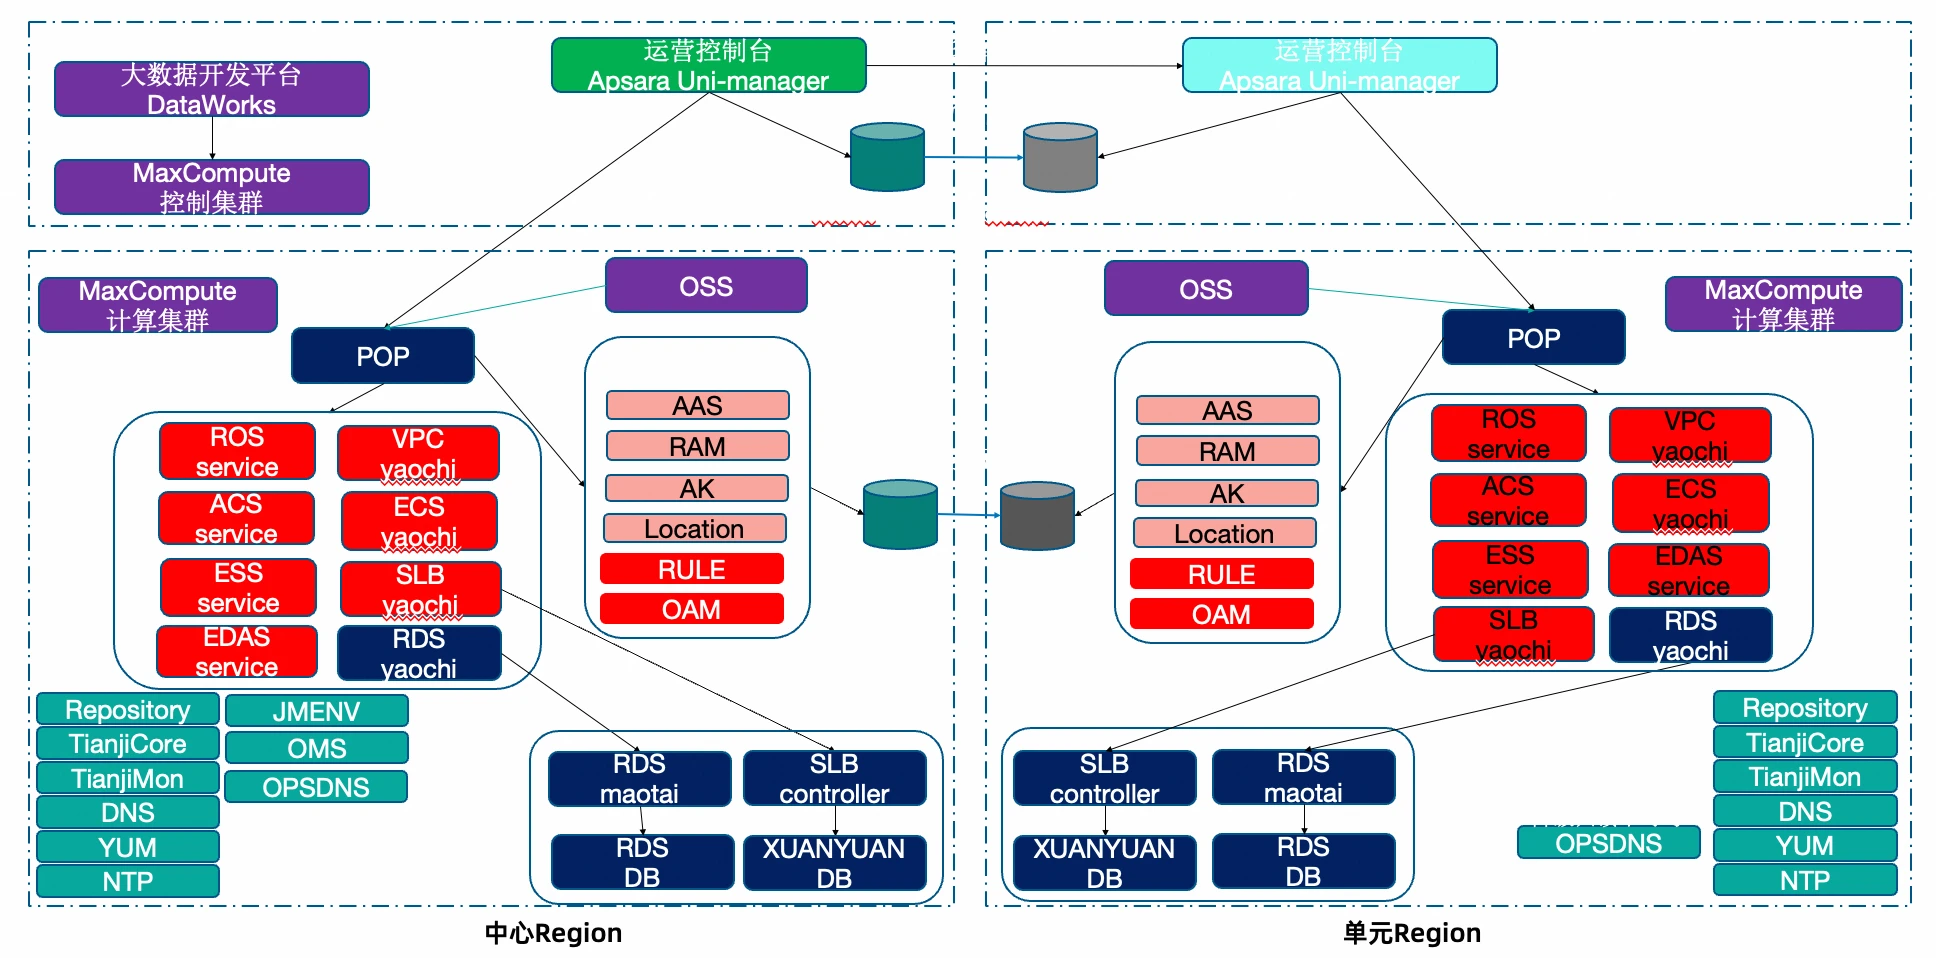 运营控制台
Apsara Uni-manager
运营控制台
Apsara Uni-manager
大数据开发平台
DataWorks
MaxCompute
控制集群
MaxCompute
计算集群
OSS
POP
AAS
RAM
AK
Location
RULE
OAM
ROS
service
VPC
yaochi
ACS
service
ECS
yaochi
ESS
service
SLB
yaochi
EDAS
service
RDS
yaochi
Repository
TianjiCore
TianjiMon
DNS
YUM
NTP
JMENV
OMS
OPSDNS
RDS
maotai
SLB
controller
RDS
DB
XUANYUAN
DB
中心Region
OSS
MaxCompute
计算集群
POP
AAS
RAM
AK
Location
RULE
OAM
ROS
service
VPC
yaochi
ACS
service
ECS
yaochi
ESS
service
EDAS
service
SLB
yaochi
RDS
yaochi
SLB
controller
RDS
maotai
XUANYUAN
DB
RDS
DB
OPSDNS
Repository
TianjiCore
TianjiMon
DNS
YUM
NTP
单元Region